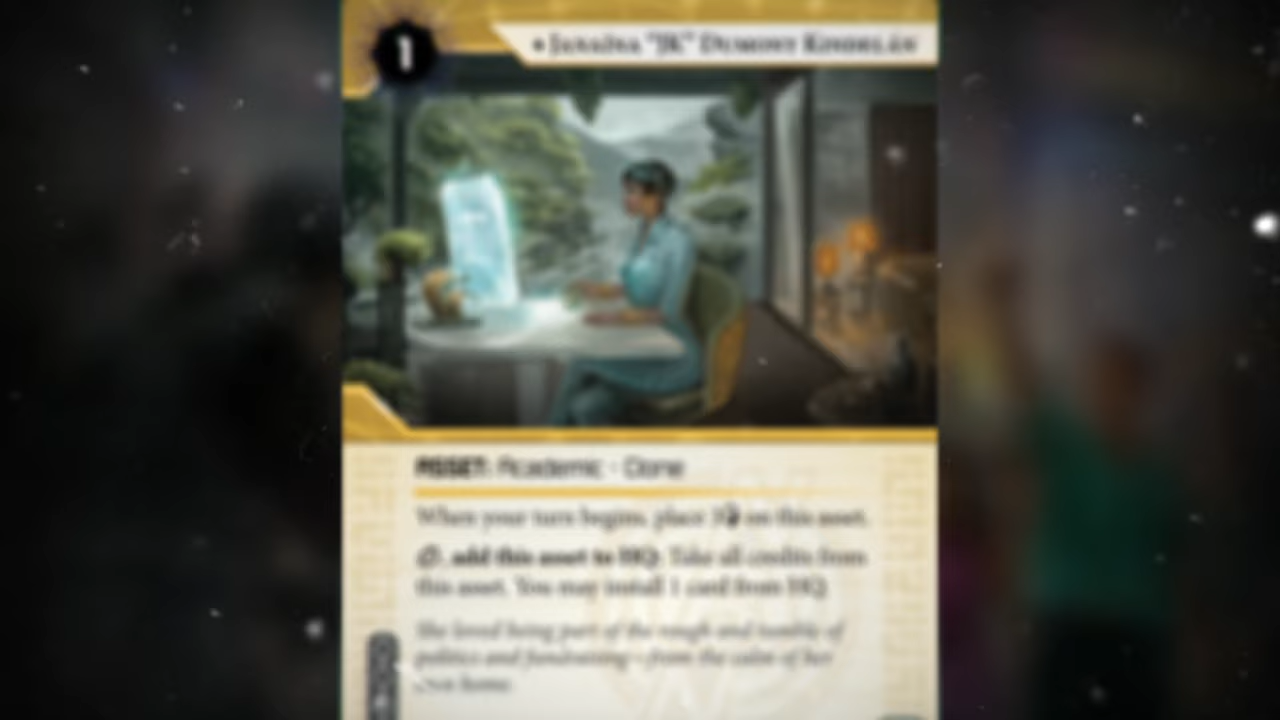 1
Janaína "JK" Dumont Kindelán
ASSET: Academic - Clone
When your turn begins, place 3 on this asset.
, add this asset to HQ: Take all credits from
this asset. You may install 1 card from HQ.
She loved being part of the rough and tumble of
politics and fundraising—from the calm of her
own home.